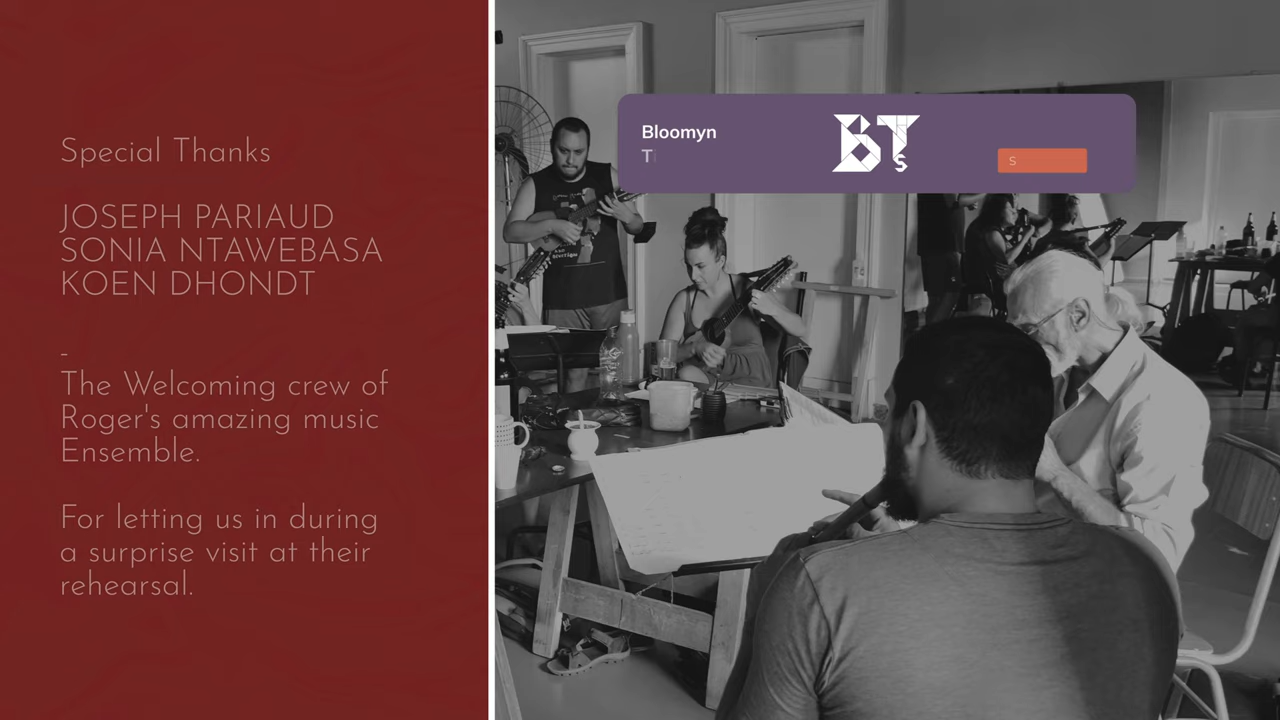 Special Thanks
JOSEPH PARIAUD
SONIA NTAWEBASA
KOEN DHONDT
-
The Welcoming crew of
Roger's amazing music
Ensemble.
For letting us in during
a surprise visit at their
rehearsal.
Bloomyn
T
BTs
S